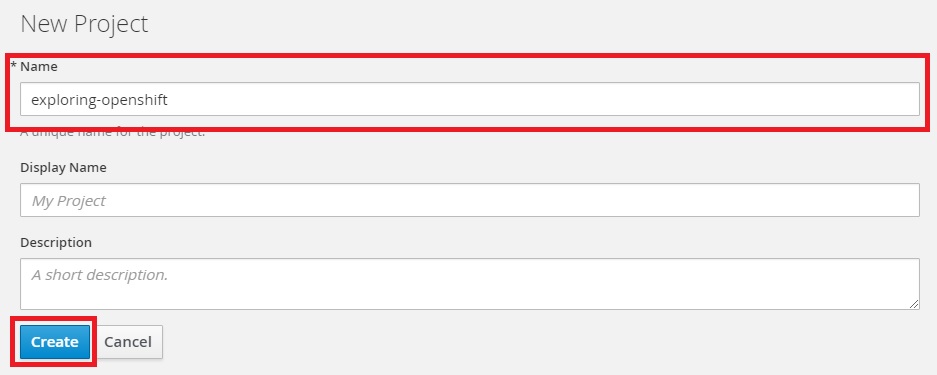 New Project
* Name
exploring-openshift
A unique name for the project.
Display Name
My Project
Description
A short description.
Create Cancel